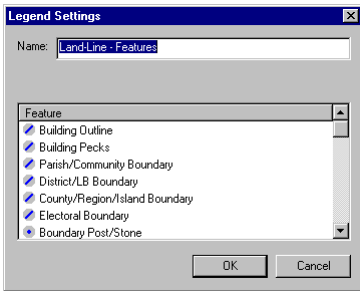 Legend Settings
Name: Land-Line - Features
Feature
Building Outline
Building Pecks
Parish/Community Boundary
District/LB Boundary
County/Region/Island Boundary
Electoral Boundary
Boundary Post/Stone
OK Cancel